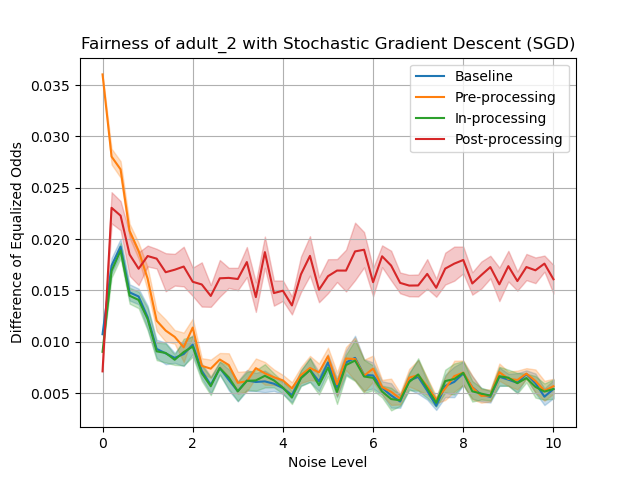 Fairness of adult_2 with Stochastic Gradient Descent (SGD)
Baseline
Pre-processing
In-processing
Post-processing
Difference of Equalized Odds
0.035
0.030
0.025
0.020
0.015
0.010
0.005
0 2 4 6 8 10
Noise Level